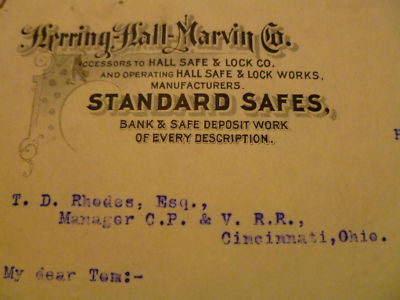 Herring-Hall-Marvin Co.
CCESSORS TO HALL SAFE & LOCK CO.
AND OPERATING HALL SAFE & LOCK WORKS,
MANUFACTURERS.
STANDARD SAFES,
BANK & SAFE DEPOSIT WORK
OF EVERY DESCRIPTION.
H
T. D. Rhodes, Esq.,
Manager C.P. & V. R.R.,
Cincinnati,Ohio.
My dear Tom:-